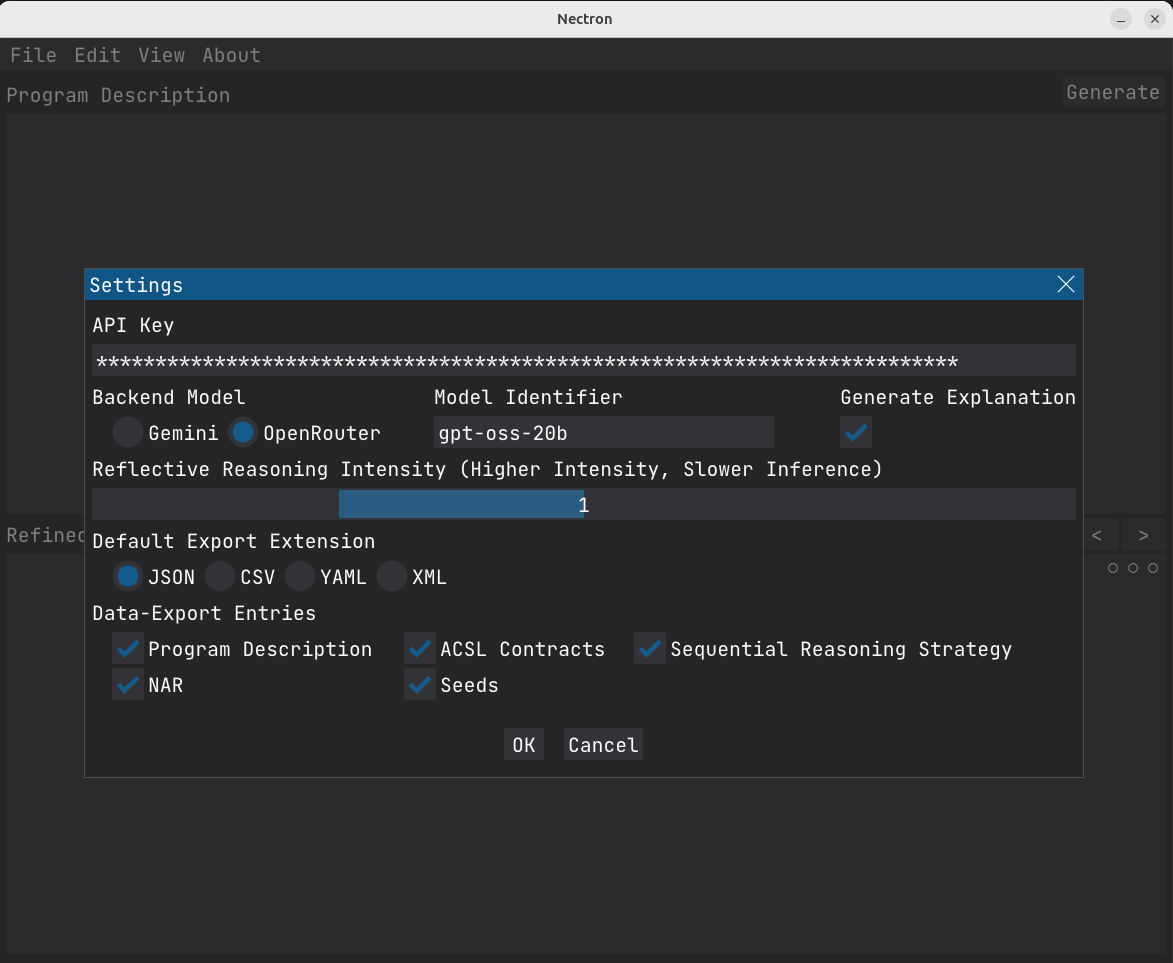 Nectron
File Edit View About
Program Description Generate
Settings
API Key
*************************************************************************
Backend Model Model Identifier Generate Explanation
Gemini OpenRouter gpt-oss-20b
Reflective Reasoning Intensity (Higher Intensity, Slower Inference)
1
Refined < >
Default Export Extension
JSON CSV YAML XML
Data-Export Entries
Program Description ACSL Contracts Sequential Reasoning Strategy
NAR Seeds
OK Cancel